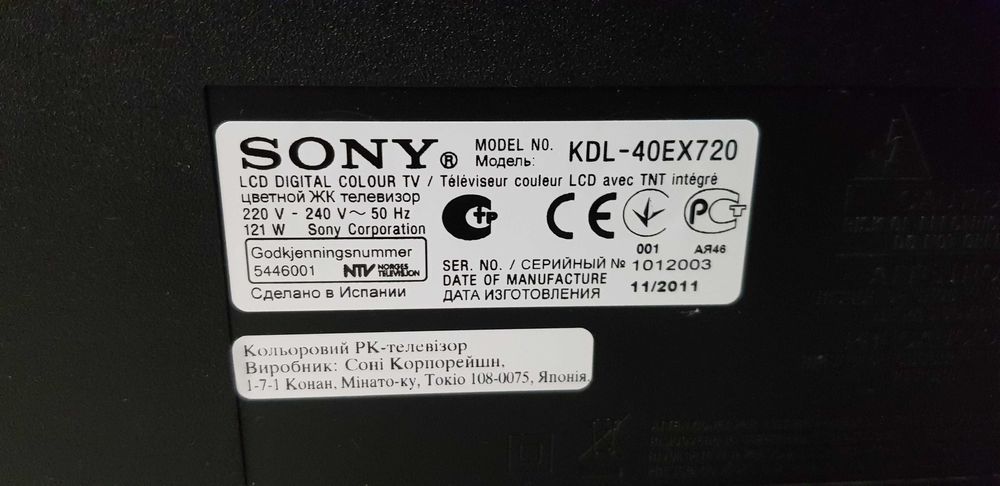 SONY® MODEL NO. KDL-40EX720
Модель:
LCD DIGITAL COLOUR TV / Téléviseur couleur LCD avec TNT intégré
цветной ЖК телевизор
220 V - 240 V~ 50 Hz
121 W Sony Corporation
Godkjenningsnummer
5446001 NTV NORGES TELEVISJON
Сделано в Испании
001 АЯ46
SER. NO. / СЕРИЙНЫЙ № 1012003
DATE OF MANUFACTURE
ДАТА ИЗГОТОВЛЕНИЯ 11/2011
Кольоровий РК-телевізор
Виробник: Соні Корпорейшн,
1-7-1 Конан, Мінато-ку, Токіо 108-0075, Японія.